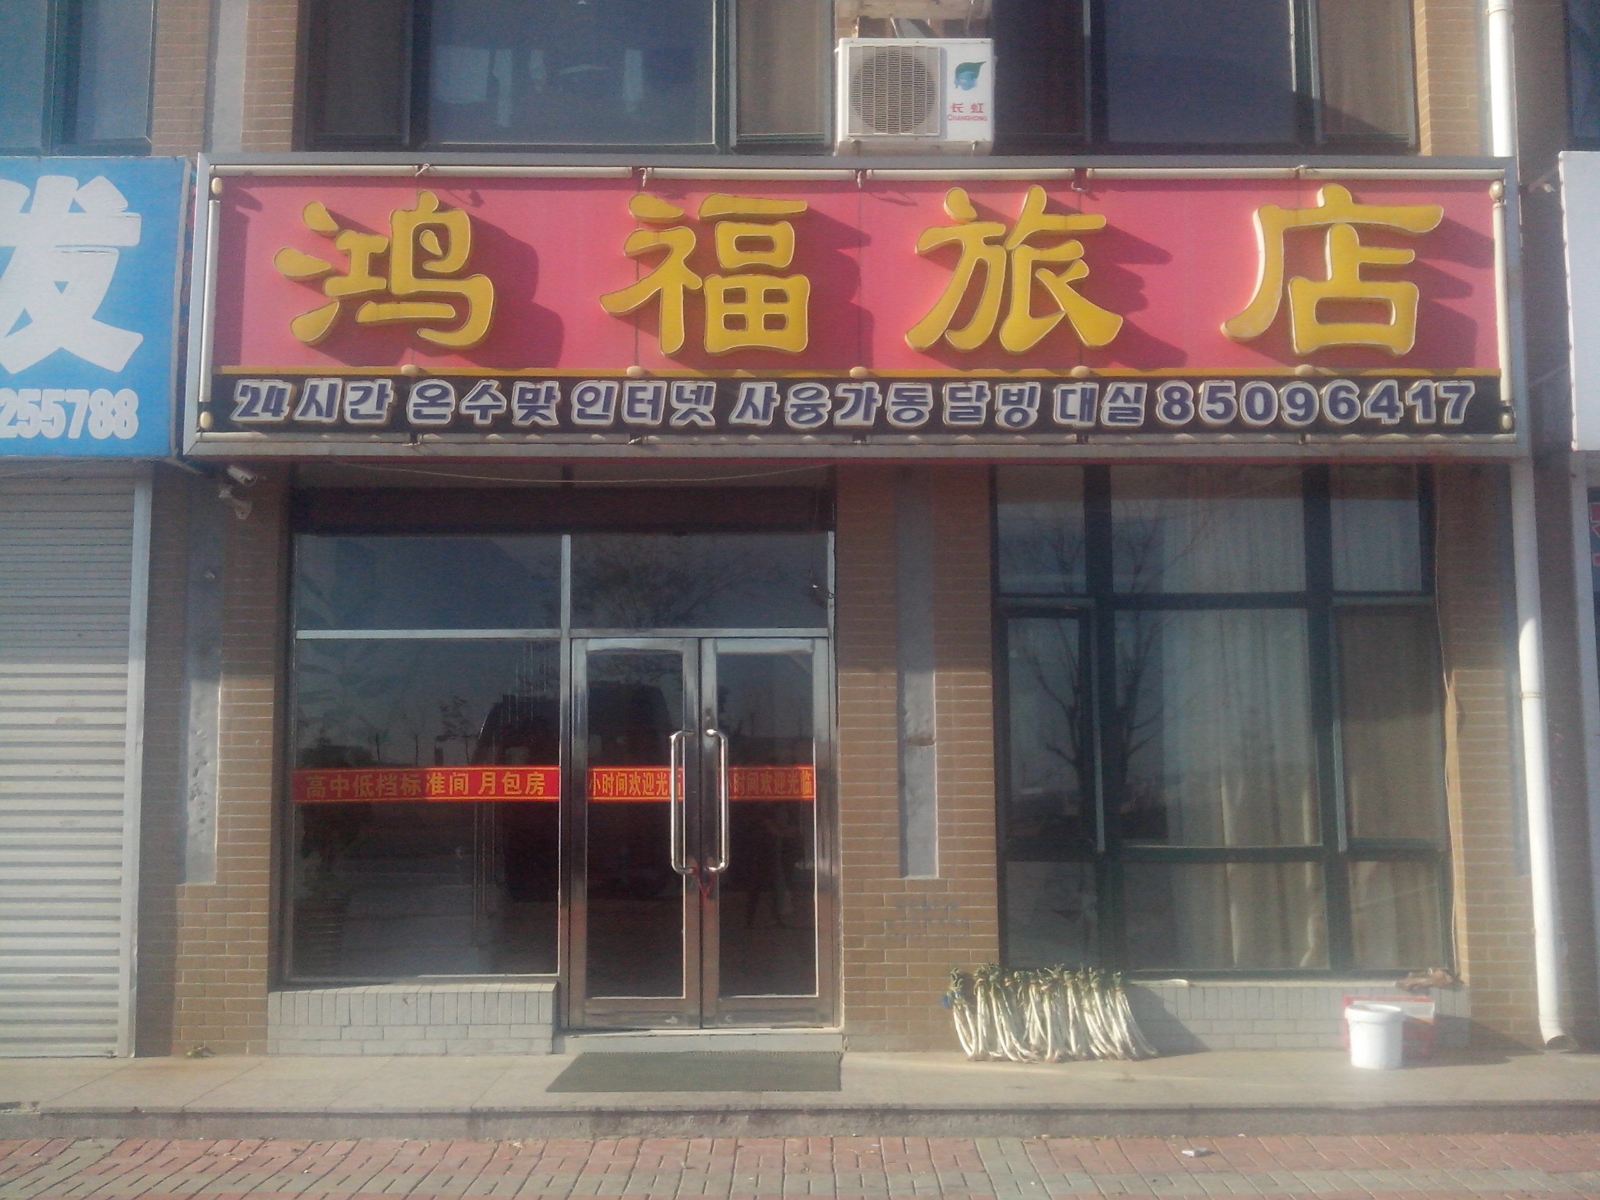 长虹
CHANGHONG
发
255788
鸿福旅店
24시간 온수맞 인터넷 사융가동 달빙 대실 85096417
高中低档标准间 月包房
小时间欢迎光
时间欢迎光临